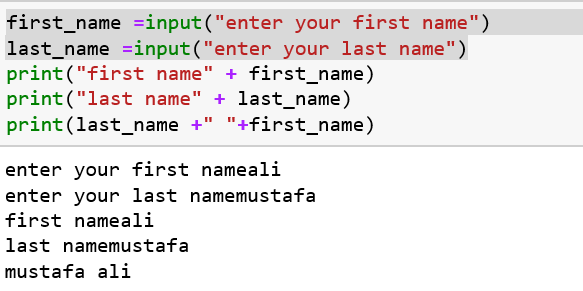 first_name =input("enter your first name")
last_name =input("enter your last name")
print("first name" + first_name)
print("last name" + last_name)
print(last_name +" "+first_name)
enter your first nameali
enter your last namemustafa
first nameali
last namemustafa
mustafa ali